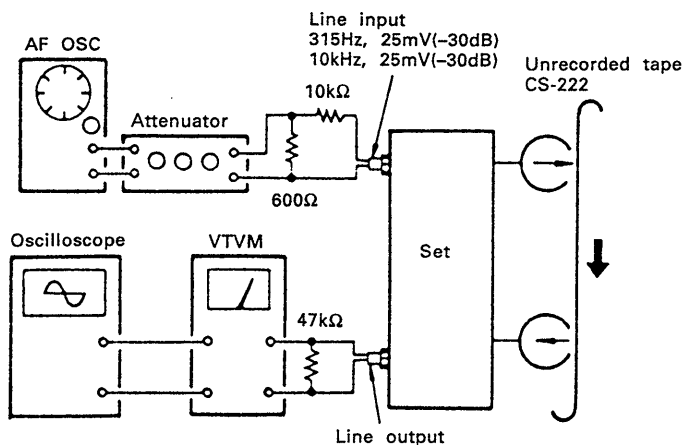 Line input
315Hz, 25mV(–30dB)
10kHz, 25mV(–30dB)
AF OSC
Unrecorded tape
CS-222
Attenuator
10kΩ
600Ω
Oscilloscope
VTVM
Set
47kΩ
Line output